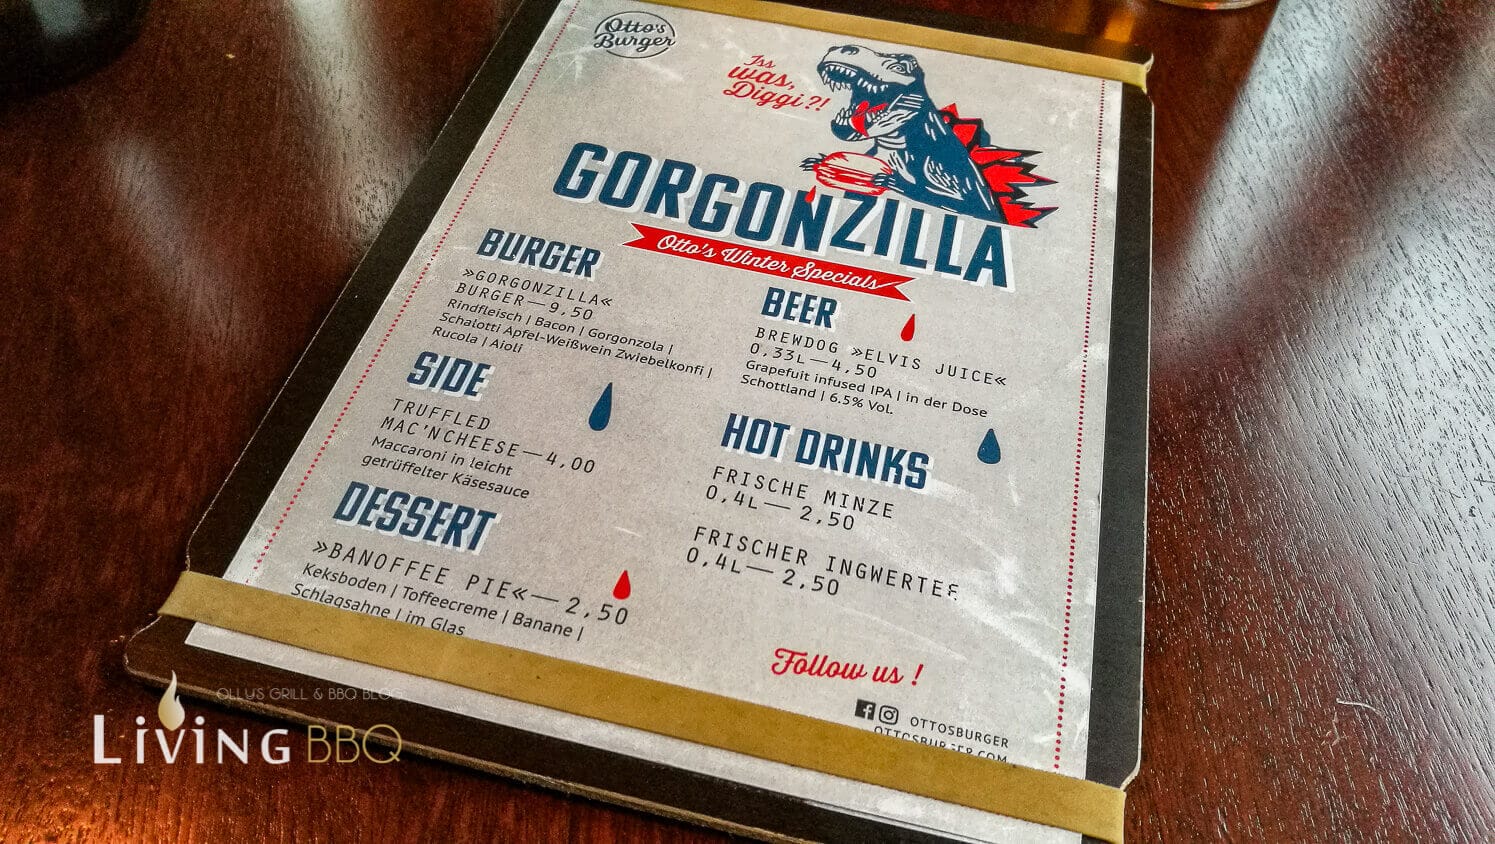 Otto's
Burger
Iss
was,
Diggi?!
GORGONZILLA
Otto's Winter Specials
BURGER
»GORGONZILLA«
BURGER—9,50
Rindfleisch | Bacon | Gorgonzola |
Schalotti Apfel-Weißwein Zwiebelkonfi |
Rucola | Aioli
SIDE
TRUFFLED
MAC'NCHEESE—4,00
Maccaroni in leicht
getrüffelter Käsesauce
DESSERT
»BANOFFEE PIE«—2,50
Keksboden | Toffeecreme | Banane |
Schlagsahne | im Glas
BEER
BREWDOG »ELVIS JUICE«
0,33L—4,50
Grapefuit infused IPA | in der Dose
Schottland | 6.5% Vol.
HOT DRINKS
FRISCHE MINZE
0,4L—2,50
FRISCHER INGWERTEE
0,4L—2,50
Follow us !
OTTOSBURGER
OTTOSBURGER.COM
OLLYS GRILL & BBQ BLOG
LIVING BBQ